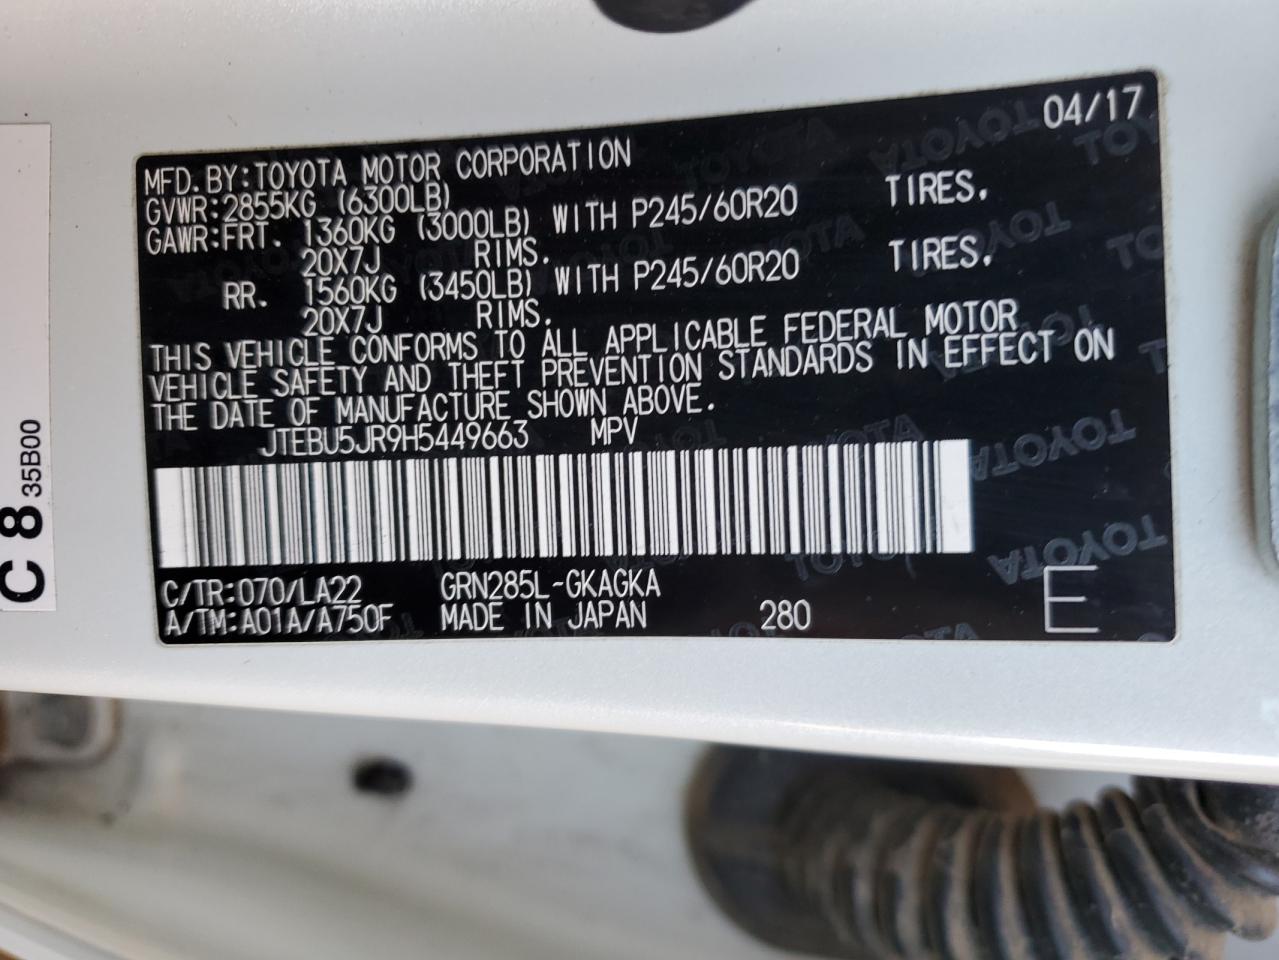 04/17
MFD. BY: TOYOTA MOTOR CORPORATION
GVWR: 2855KG (6300LB)
GAWR: FRT. 1360KG (3000LB) WITH P245/60R20 TIRES.
20X7J RIMS.
RR. 1560KG (3450LB) WITH P245/60R20 TIRES.
20X7J RIMS.
THIS VEHICLE CONFORMS TO ALL APPLICABLE FEDERAL MOTOR
VEHICLE SAFETY AND THEFT PREVENTION STANDARDS IN EFFECT ON
THE DATE OF MANUFACTURE SHOWN ABOVE.
JTEBU5JR9H5449663 MPV
C/TR: 070/LA22 GRN285L-GKAGKA
A/TM: A01A/A750F MADE IN JAPAN 280 E
C 8 35B00
TOYOTA